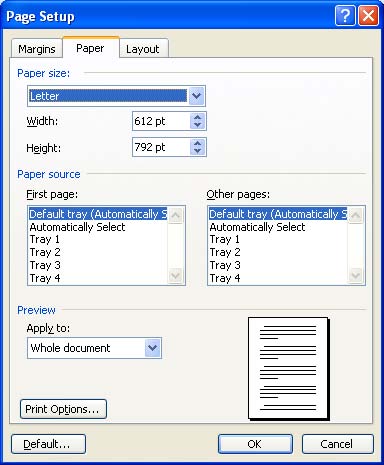 Page Setup
Margins Paper Layout
Paper size:
Letter
Width: 612 pt
Height: 792 pt
Paper source
First page: Other pages:
Default tray (Automatically S Default tray (Automatically S
Automatically Select Automatically Select
Tray 1 Tray 1
Tray 2 Tray 2
Tray 3 Tray 3
Tray 4 Tray 4
Preview
Apply to:
Whole document
Print Options...
Default... OK Cancel